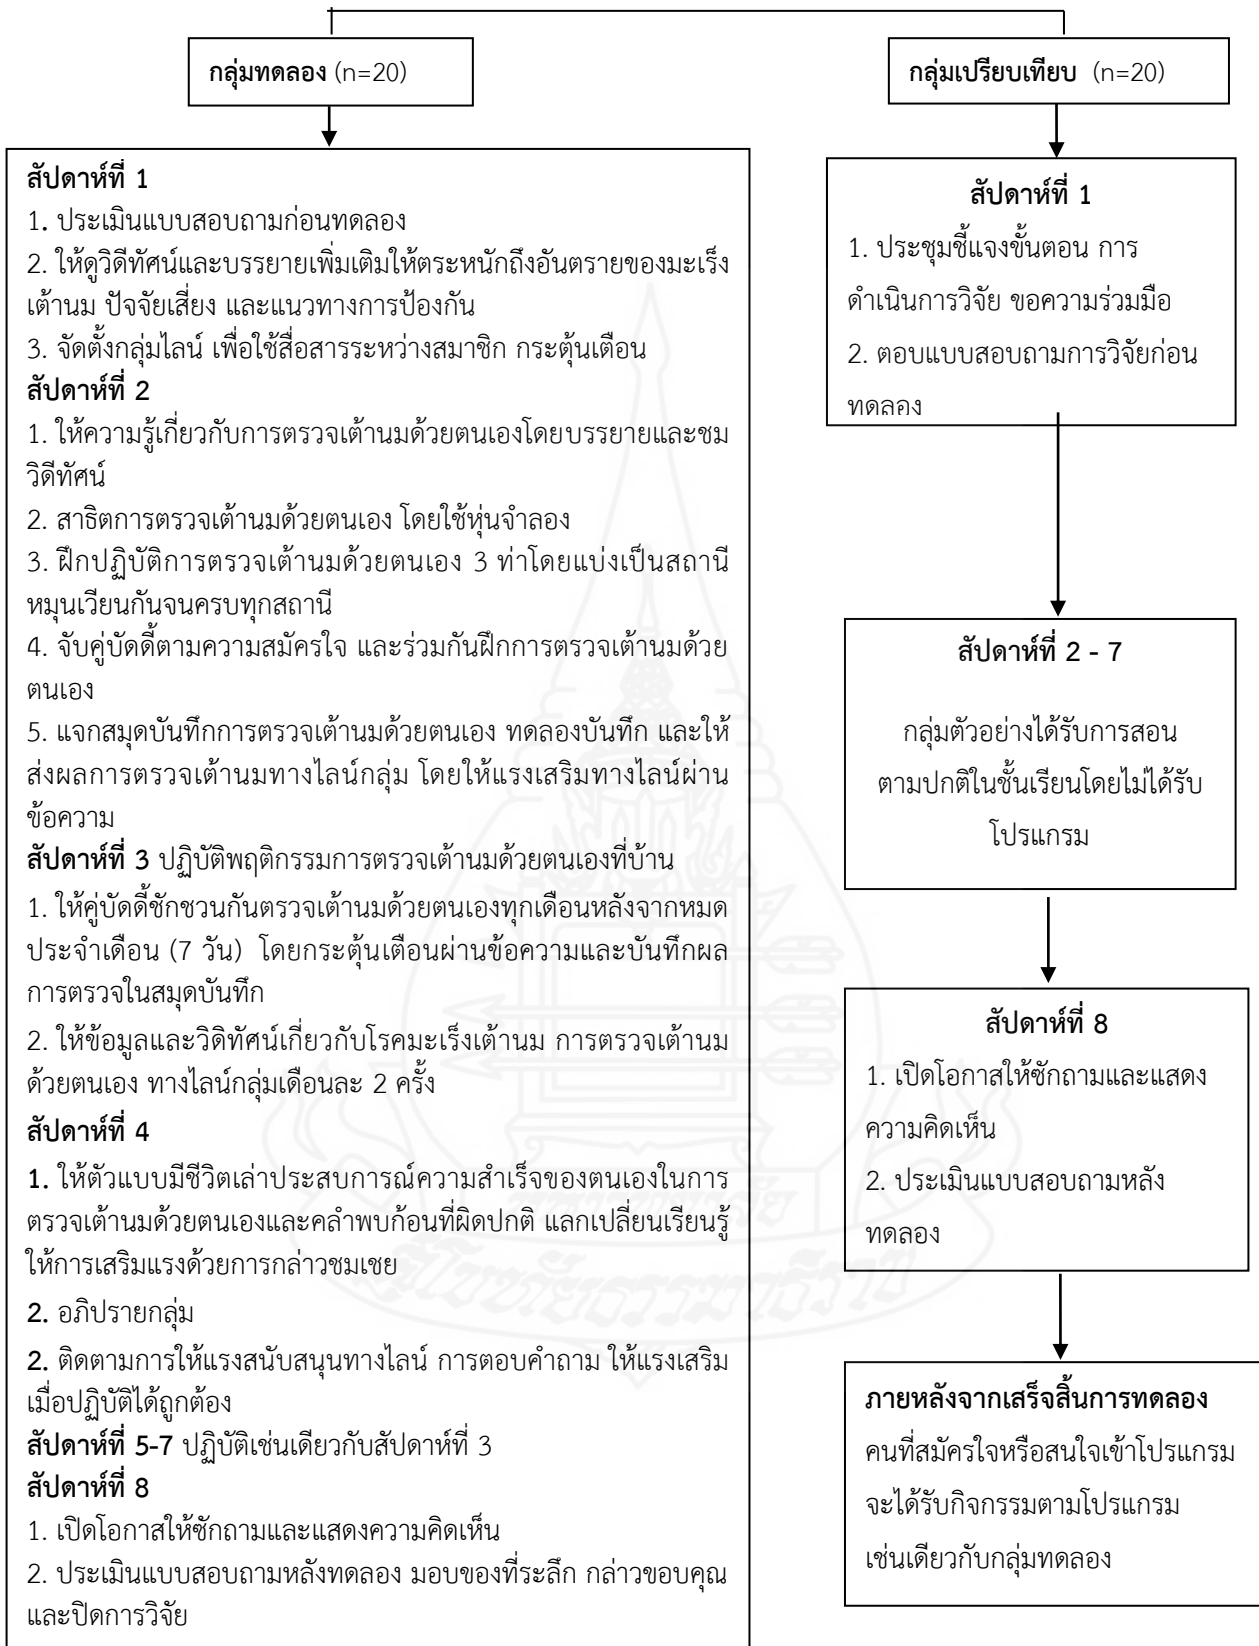 กลุ่มทดลอง (n=20)
สัปดาห์ที่ 1
1. ประเมินแบบสอบถามก่อนทดลอง
2. ให้ดูวิดีทัศน์และบรรยายเพิ่มเติมให้ตระหนักถึงอันตรายของมะเร็ง
เต้านม ปัจจัยเสี่ยง และแนวทางการป้องกัน
3. จัดตั้งกลุ่มไลน์ เพื่อใช้สื่อสารระหว่างสมาชิก กระตุ้นเตือน
สัปดาห์ที่ 2
1. ให้ความรู้เกี่ยวกับการตรวจเต้านมด้วยตนเองโดยบรรยายและชม
วิดีทัศน์
2. สาธิตการตรวจเต้านมด้วยตนเอง โดยใช้หุ่นจำลอง
3. ฝึกปฏิบัติการตรวจเต้านมด้วยตนเอง 3 ท่าโดยแบ่งเป็นสถานี
หมุนเวียนกันจนครบทุกสถานี
4. จับคู่บัดดี้ตามความสมัครใจ และร่วมกันฝึกการตรวจเต้านมด้วย
ตนเอง
5. แจกสมุดบันทึกการตรวจเต้านมด้วยตนเอง ทดลองบันทึก และให้
ส่งผลการตรวจเต้านมทางไลน์กลุ่ม โดยให้แรงเสริมทางไลน์ผ่าน
ข้อความ
สัปดาห์ที่ 3 ปฏิบัติพฤติกรรมการตรวจเต้านมด้วยตนเองที่บ้าน
1. ให้คู่บัดดี้ชักชวนกันตรวจเต้านมด้วยตนเองทุกเดือนหลังจากหมด
ประจำเดือน (7 วัน) โดยกระตุ้นเตือนผ่านข้อความและบันทึกผล
การตรวจในสมุดบันทึก
2. ให้ข้อมูลและวิดิทัศน์เกี่ยวกับโรคมะเร็งเต้านม การตรวจเต้านม
ด้วยตนเอง ทางไลน์กลุ่มเดือนละ 2 ครั้ง
สัปดาห์ที่ 4
1. ให้ตัวแบบมีชีวิตเล่าประสบการณ์ความสำเร็จของตนเองในการ
ตรวจเต้านมด้วยตนเองและคลำพบก้อนที่ผิดปกติ แลกเปลี่ยนเรียนรู้
ให้การเสริมแรงด้วยการกล่าวชมเชย
2. อภิปรายกลุ่ม
2. ติดตามการให้แรงสนับสนุนทางไลน์ การตอบคำถาม ให้แรงเสริม
เมื่อปฏิบัติได้ถูกต้อง
สัปดาห์ที่ 5-7 ปฏิบัติเช่นเดียวกับสัปดาห์ที่ 3
สัปดาห์ที่ 8
1. เปิดโอกาสให้ซักถามและแสดงความคิดเห็น
2. ประเมินแบบสอบถามหลังทดลอง มอบของที่ระลึก กล่าวขอบคุณ
และปิดการวิจัย
กลุ่มเปรียบเทียบ (n=20)
สัปดาห์ที่ 1
1. ประชุมชี้แจงขั้นตอน การ
ดำเนินการวิจัย ขอความร่วมมือ
2. ตอบแบบสอบถามการวิจัยก่อน
ทดลอง
สัปดาห์ที่ 2 - 7
กลุ่มตัวอย่างได้รับการสอน
ตามปกติในชั้นเรียนโดยไม่ได้รับ
โปรแกรม
สัปดาห์ที่ 8
1. เปิดโอกาสให้ซักถามและแสดง
ความคิดเห็น
2. ประเมินแบบสอบถามหลัง
ทดลอง
ภายหลังจากเสร็จสิ้นการทดลอง
คนที่สมัครใจหรือสนใจเข้าโปรแกรม
จะได้รับกิจกรรมตามโปรแกรม
เช่นเดียวกับกลุ่มทดลอง